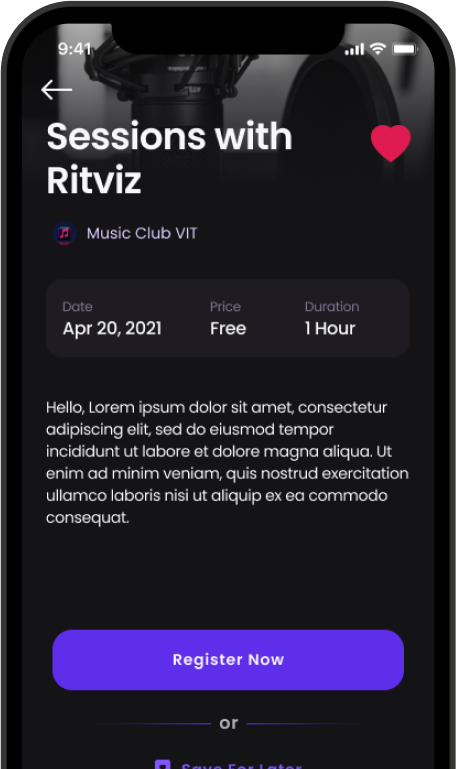 9:41
Sessions with
Ritviz
Music Club VIT
Date Price Duration
Apr 20, 2021 Free 1 Hour
Hello, Lorem ipsum dolor sit amet, consectetur
adipiscing elit, sed do eiusmod tempor
incididunt ut labore et dolore magna aliqua. Ut
enim ad minim veniam, quis nostrud exercitation
ullamco laboris nisi ut aliquip ex ea commodo
consequat.
Register Now
or
Save For Later